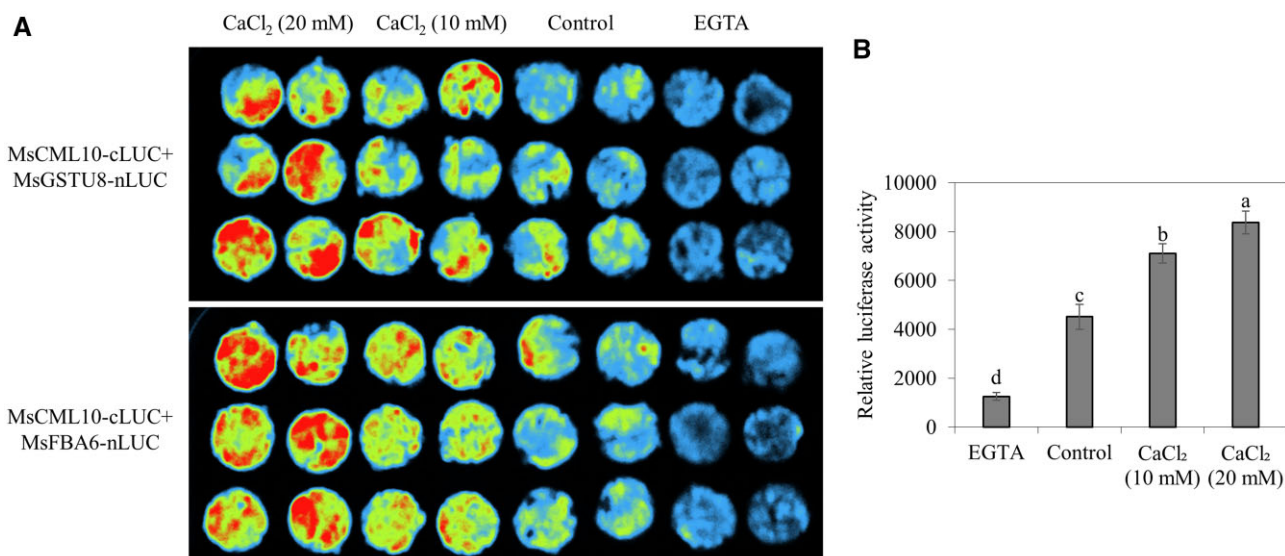 A
CaCl₂ (20 mM) CaCl₂ (10 mM) Control EGTA
MsCML10-cLUC+
MsGSTU8-nLUC
MsCML10-cLUC+
MsFBA6-nLUC
B
Relative luciferase activity
10000
8000
6000
4000
2000
0
d
c
b
a
EGTA Control CaCl₂ CaCl₂
(10 mM) (20 mM)